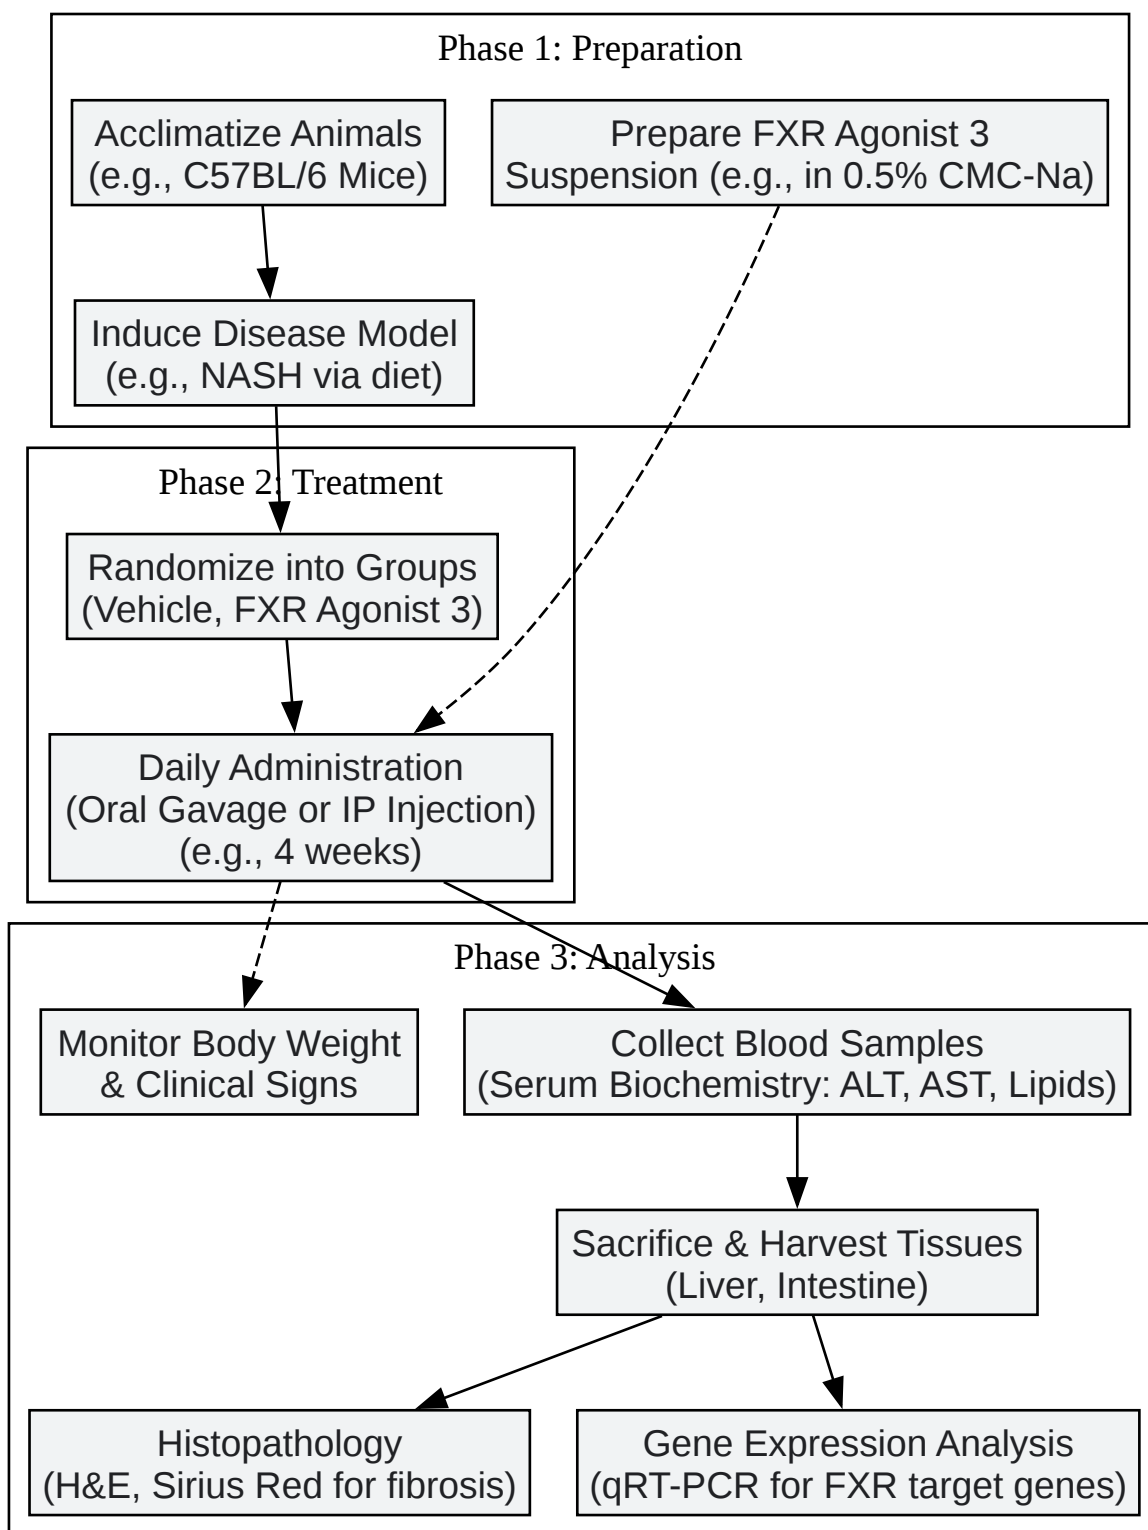 Phase 1: Preparation
Acclimatize Animals
(e.g., C57BL/6 Mice)
Prepare FXR Agonist 3
Suspension (e.g., in 0.5% CMC-Na)
Induce Disease Model
(e.g., NASH via diet)
Phase 2: Treatment
Randomize into Groups
(Vehicle, FXR Agonist 3)
Daily Administration
(Oral Gavage or IP Injection)
(e.g., 4 weeks)
Phase 3: Analysis
Monitor Body Weight
& Clinical Signs
Collect Blood Samples
(Serum Biochemistry: ALT, AST, Lipids)
Sacrifice & Harvest Tissues
(Liver, Intestine)
Histopathology
(H&E, Sirius Red for fibrosis)
Gene Expression Analysis
(qRT-PCR for FXR target genes)